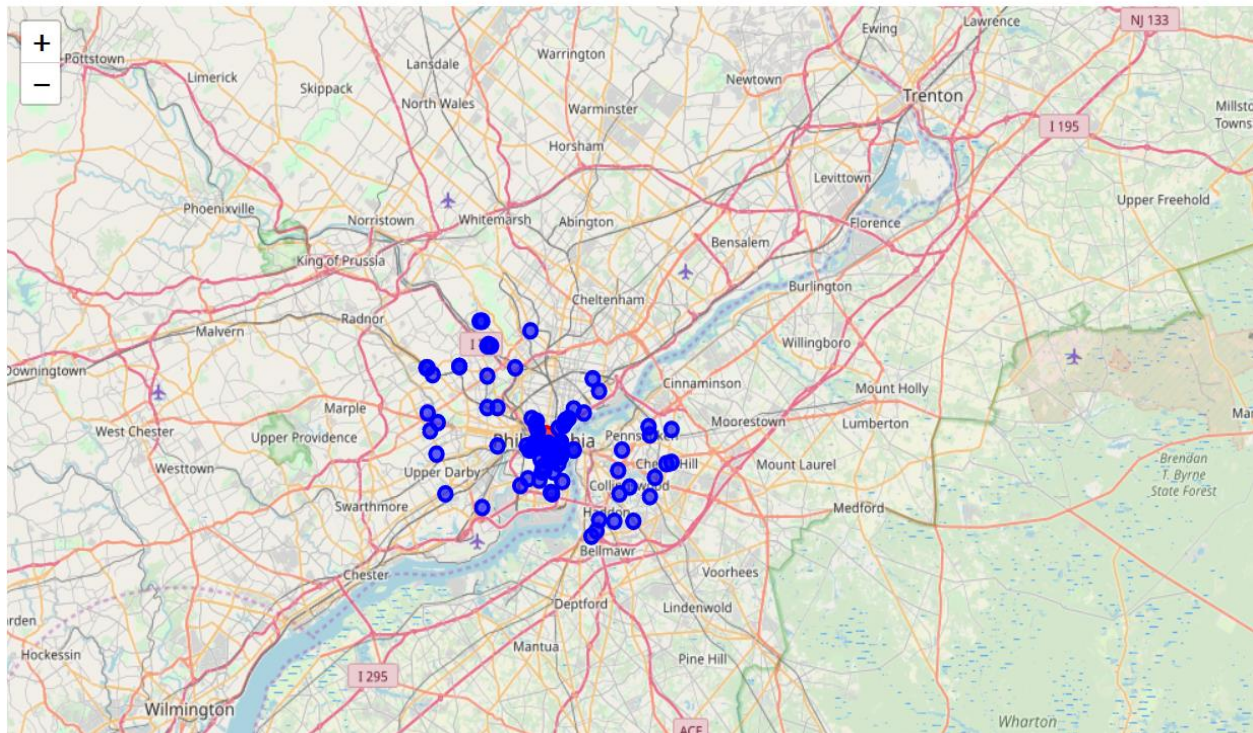 +
−
Lawrence
NJ 133
Ewing
Pottstown
Lansdale
Warrington
Limerick
Skippack
North Wales
Newtown
Warminster
Trenton
Millst
Towns
I 195
Horsham
Levittown
Phoenixville
Norristown
Whitemarsh
Abington
Florence
Upper Freehold
Bensalem
King of Prussia
Cheltenham
Burlington
Radnor
Malvern
Willingboro
Downingtown
Cinnaminson
Mount Holly
Marple
Moorestown
Lumberton
West Chester
Upper Providence
Westtown
Upper Darby
Mount Laurel
Brendan
T. Byrne
State Forest
Swarthmore
Medford
Bellmawr
Chester
Voorhees
Deptford
Lindenwold
arden
Mantua
Hockessin
Pine Hill
I 295
Wilmington
Wharton
ACE